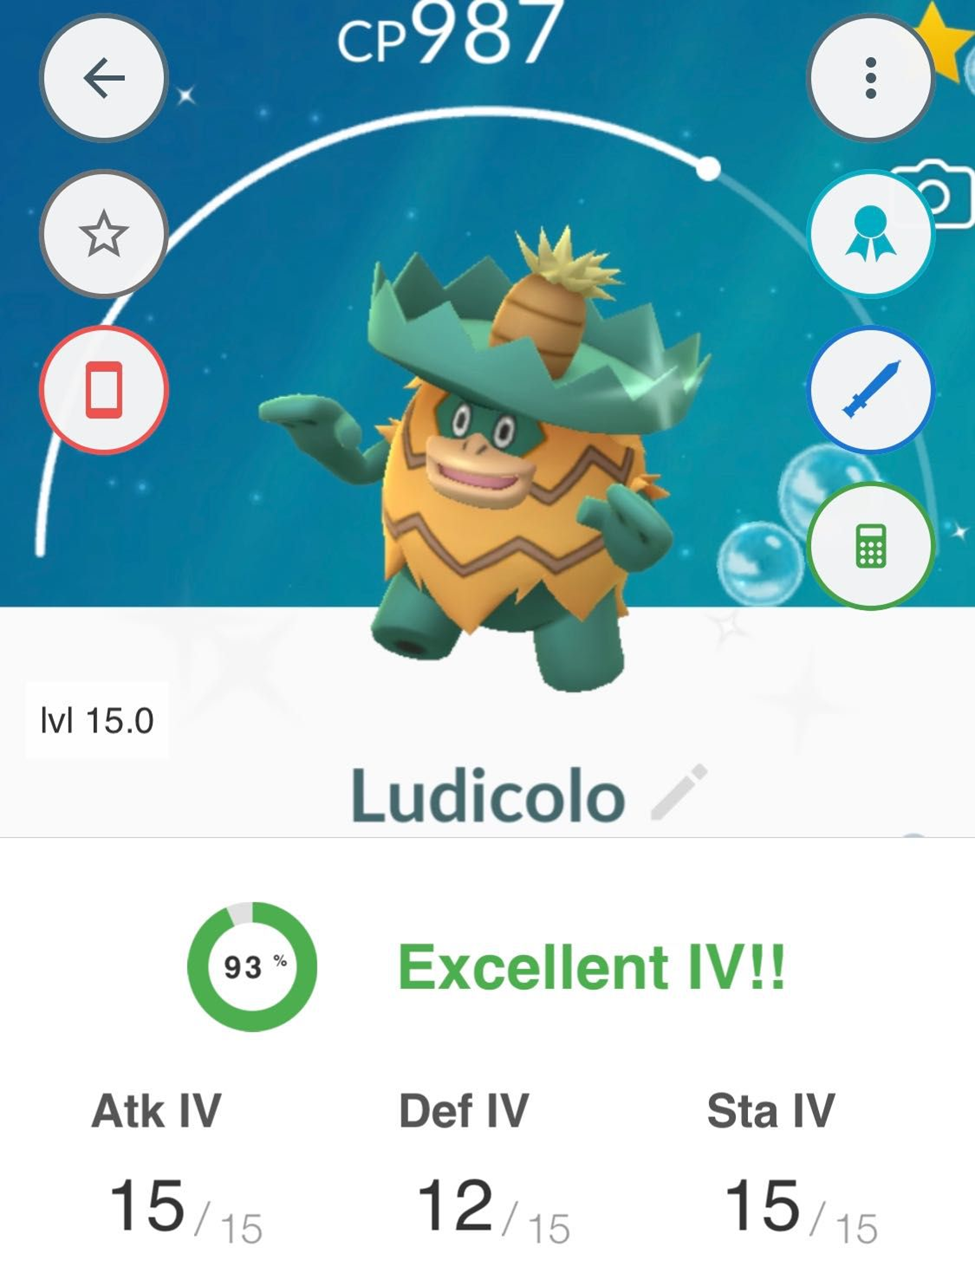 CP987
lvl 15.0
Ludicolo
93 %
Excellent IV!!
Atk IV Def IV Sta IV
15/15 12/15 15/15